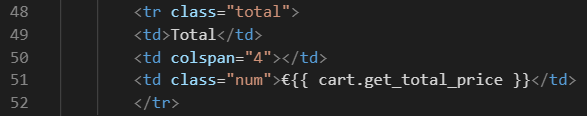 48 <tr class="total">
49 <td>Total</td>
50 <td colspan="4"></td>
51 <td class="num">€{{ cart.get_total_price }}</td>
52 </tr>